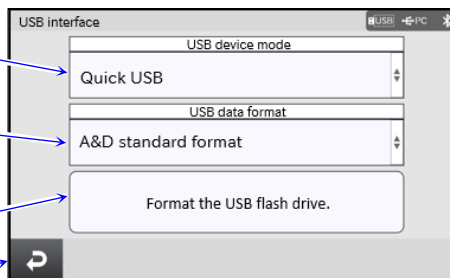 USB interface USB PC
USB device mode
Quick USB
USB data format
A&D standard format
Format the USB flash drive.